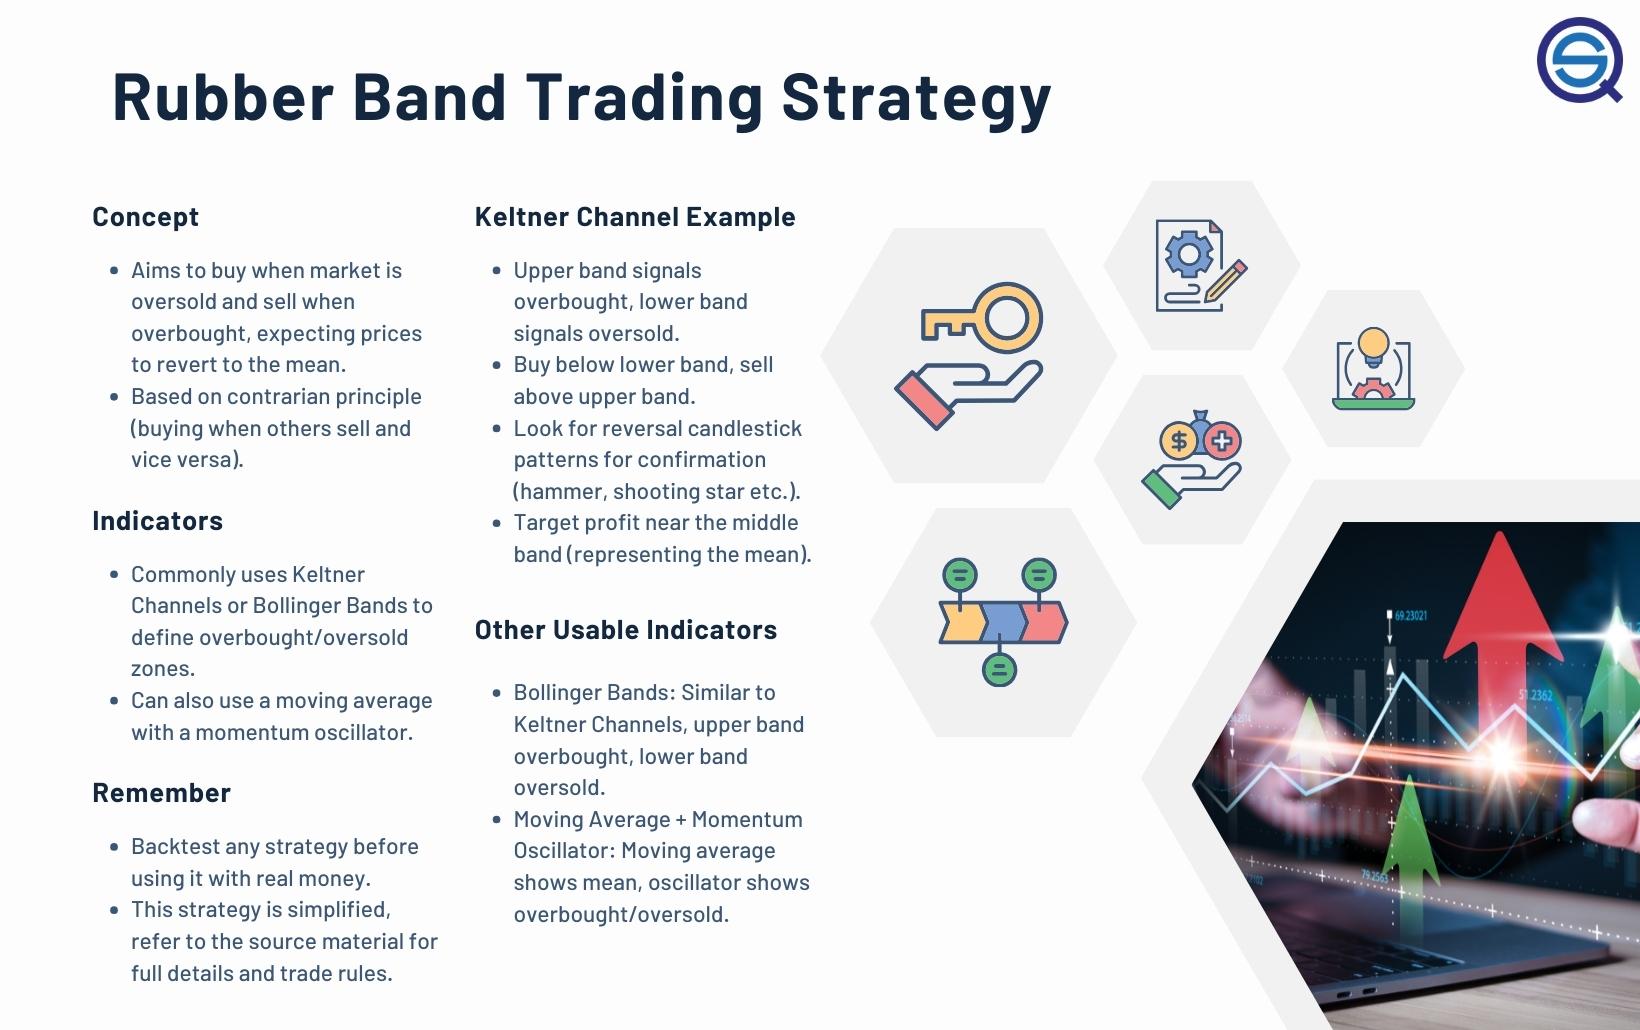 Rubber Band Trading Strategy
Concept
• Aims to buy when market is
oversold and sell when
overbought, expecting prices
to revert to the mean.
• Based on contrarian principle
(buying when others sell and
vice versa).
Indicators
• Commonly uses Keltner
Channels or Bollinger Bands to
define overbought/oversold
zones.
• Can also use a moving average
with a momentum oscillator.
Remember
• Backtest any strategy before
using it with real money.
• This strategy is simplified,
refer to the source material for
full details and trade rules.
Keltner Channel Example
• Upper band signals
overbought, lower band
signals oversold.
• Buy below lower band, sell
above upper band.
• Look for reversal candlestick
patterns for confirmation
(hammer, shooting star etc.).
• Target profit near the middle
band (representing the mean).
Other Usable Indicators
• Bollinger Bands: Similar to
Keltner Channels, upper band
overbought, lower band
oversold.
• Moving Average + Momentum
Oscillator: Moving average
shows mean, oscillator shows
overbought/oversold.
$
69.23021
51.2362
79.2563